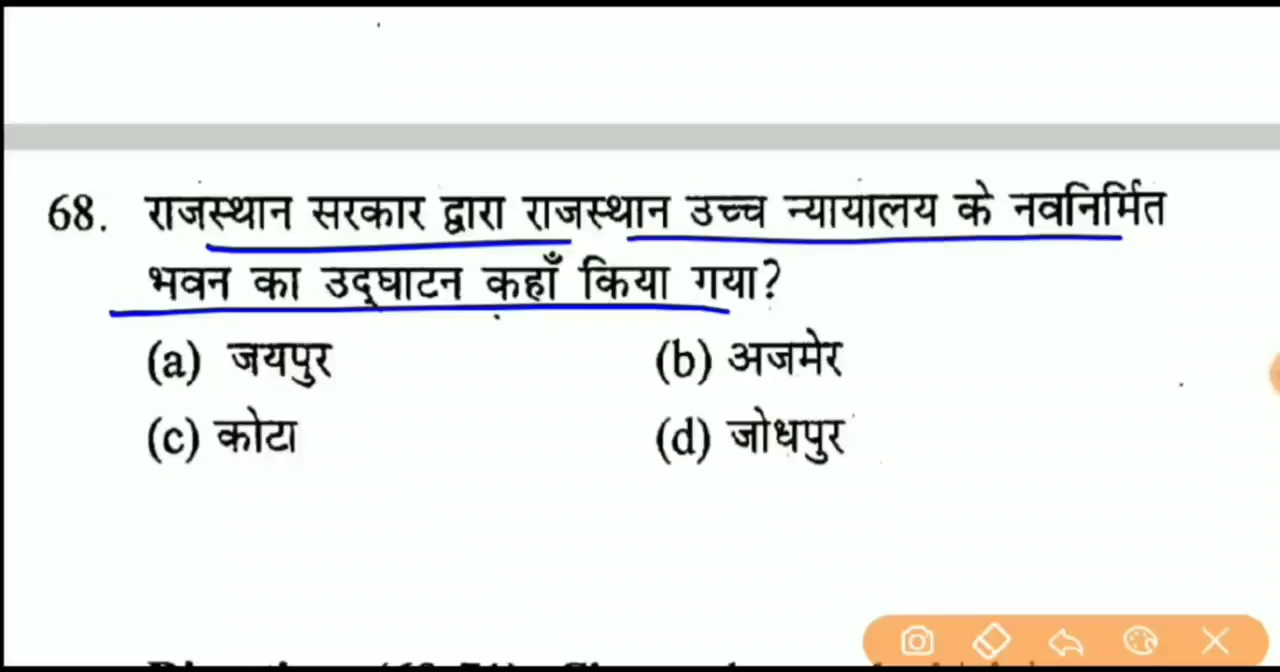 68. राजस्थान सरकार द्वारा राजस्थान उच्च न्यायालय के नवनिर्मित
भवन का उद्घाटन कहाँ किया गया?
(a) जयपुर (b) अजमेर
(c) कोटा (d) जोधपुर